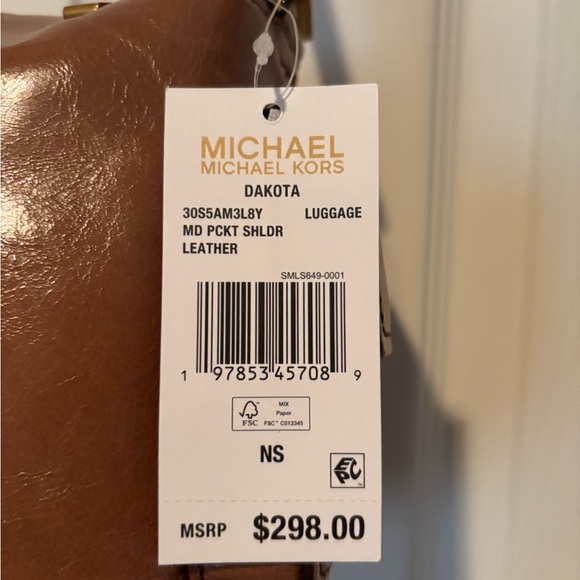 MICHAEL
MICHAEL KORS
DAKOTA
30S5AM3L8Y LUGGAGE
MD PCKT SHLDR
LEATHER
SMLS649-0001
1 97853 45708 9
FSC MIX
Paper
FSC™ C012345
NS
EPC™
MSRP $298.00